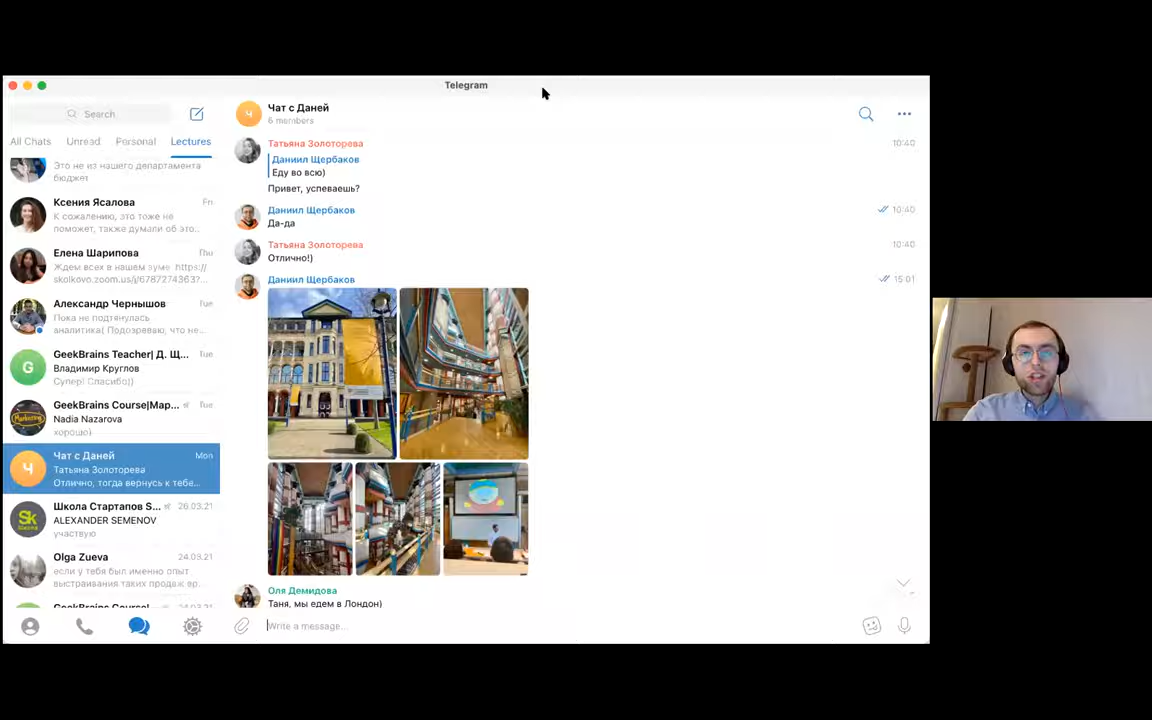 Telegram
Search
All Chats
Unread
Personal
Lectures
Это не из нашего департамента
бюджет
Ксения Ясалова
Fri
К сожалению, это тоже не
поможет, также думали об это...
Елена Шарипова
Thu
Ждем всех в нашем зуме https://
skolkovo.zoom.us/j/6787274363?...
Александр Чернышов
Tue
Пока не подтянулась
аналитика( Подозреваю, что не...
GeekBrains Teacher| Д. Щ...
Tue
Владимир Круглов
Супер! Спасибо))
GeekBrains Course|Мар...
Tue
Nadia Nazarova
хорошо)
Чат с Даней
Mon
Татьяна Золоторева
Отлично, тогда вернусь к тебе...
Школа Стартапов S...
26.03.21
ALEXANDER SEMENOV
участвую
Olga Zueva
24.03.21
если у тебя был именно опыт
выстраивания таких продаж вр...
Чат с Даней
6 members
Татьяна Золоторева
10:40
Даниил Щербаков
Еду во всю)
Привет, успеваешь?
Даниил Щербаков
10:40
Да-да
Татьяна Золоторева
10:40
Отлично!)
Даниил Щербаков
15:01
Оля Демидова
Таня, мы едем в Лондон)
Write a message...